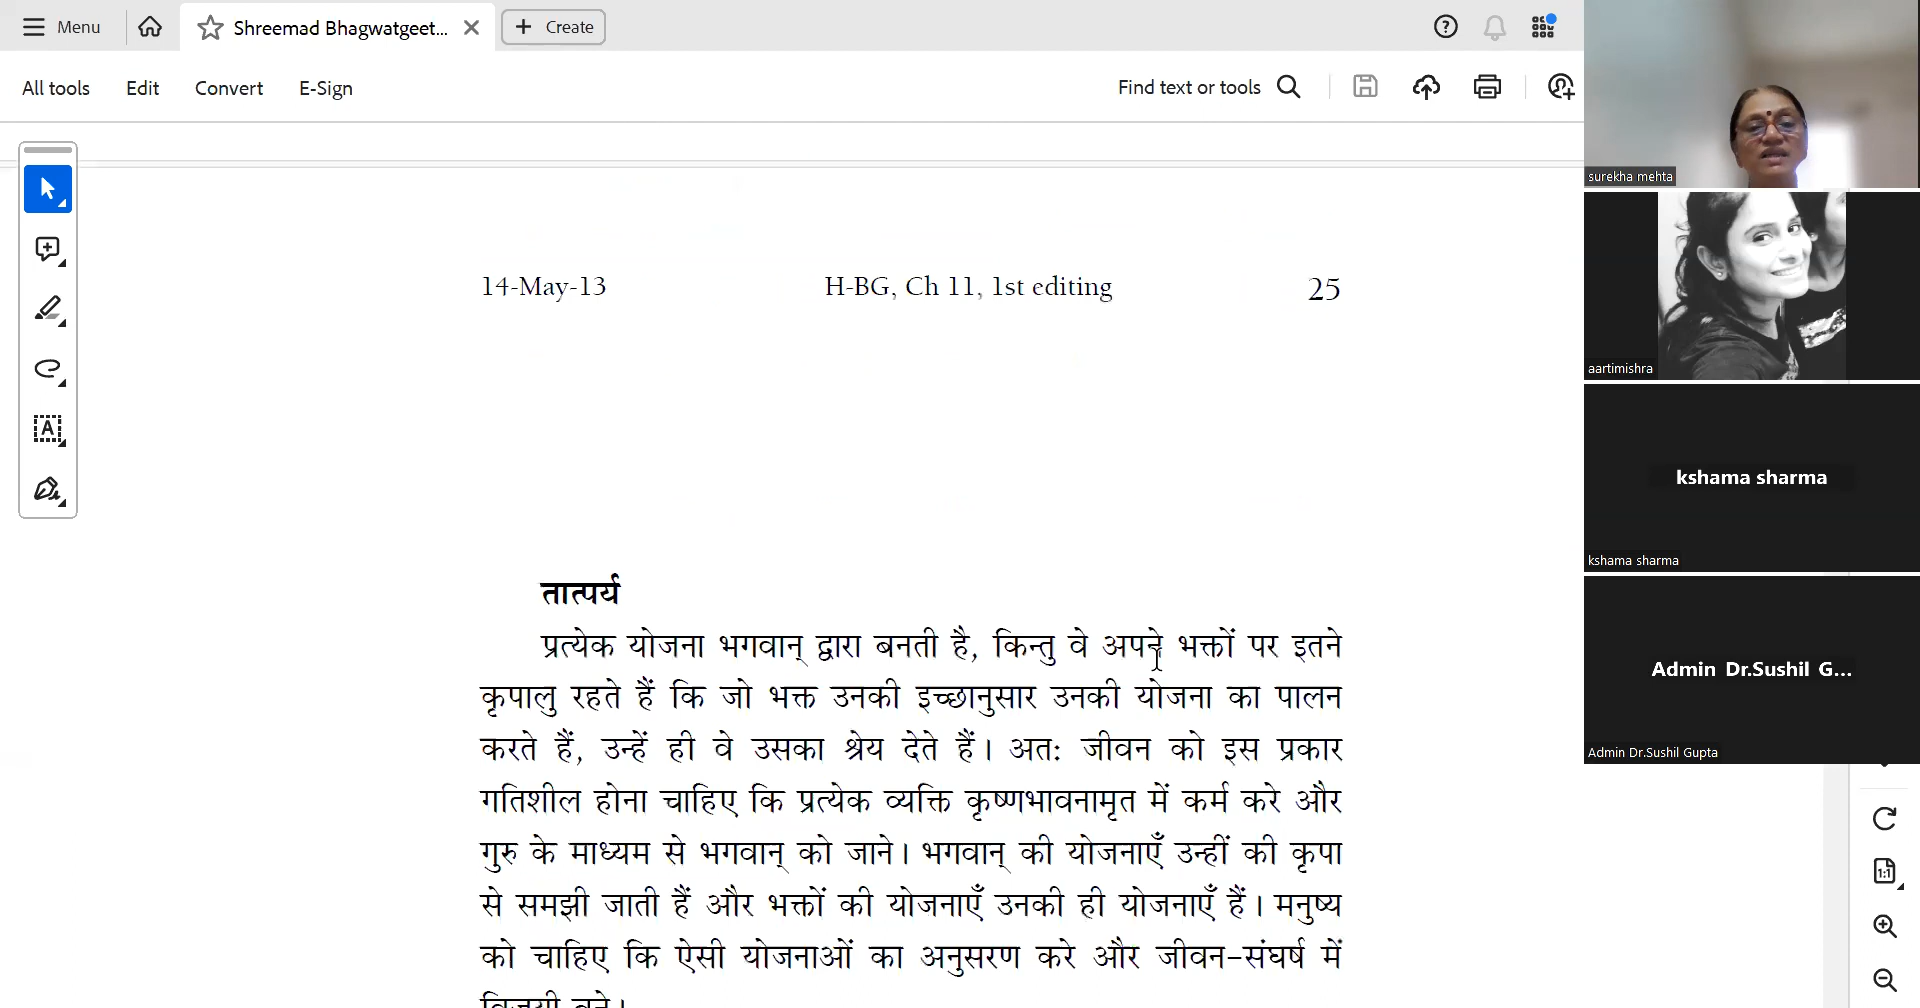 Menu
Shreemad Bhagwatgeet...
Create
All tools
Edit
Convert
E-Sign
Find text or tools
14-May-13 H-BG, Ch 11, 1st editing 25
तात्पर्य
प्रत्येक योजना भगवान् द्वारा बनती है, किन्तु वे अपने भक्तों पर इतने
कृपालु रहते हैं कि जो भक्त उनकी इच्छानुसार उनकी योजना का पालन
करते हैं, उन्हें ही वे उसका श्रेय देते हैं। अतः जीवन को इस प्रकार
गतिशील होना चाहिए कि प्रत्येक व्यक्ति कृष्णभावनामृत में कर्म करे और
गुरु के माध्यम से भगवान् को जाने। भगवान् की योजनाएँ उन्हीं की कृपा
से समझी जाती हैं और भक्तों की योजनाएँ उनकी ही योजनाएँ हैं। मनुष्य
को चाहिए कि ऐसी योजनाओं का अनुसरण करे और जीवन-संघर्ष में
विजयी बने।
surekha mehta
aartimishra
kshama sharma
kshama sharma
Admin Dr.Sushil G...
Admin Dr.Sushil Gupta
1:1